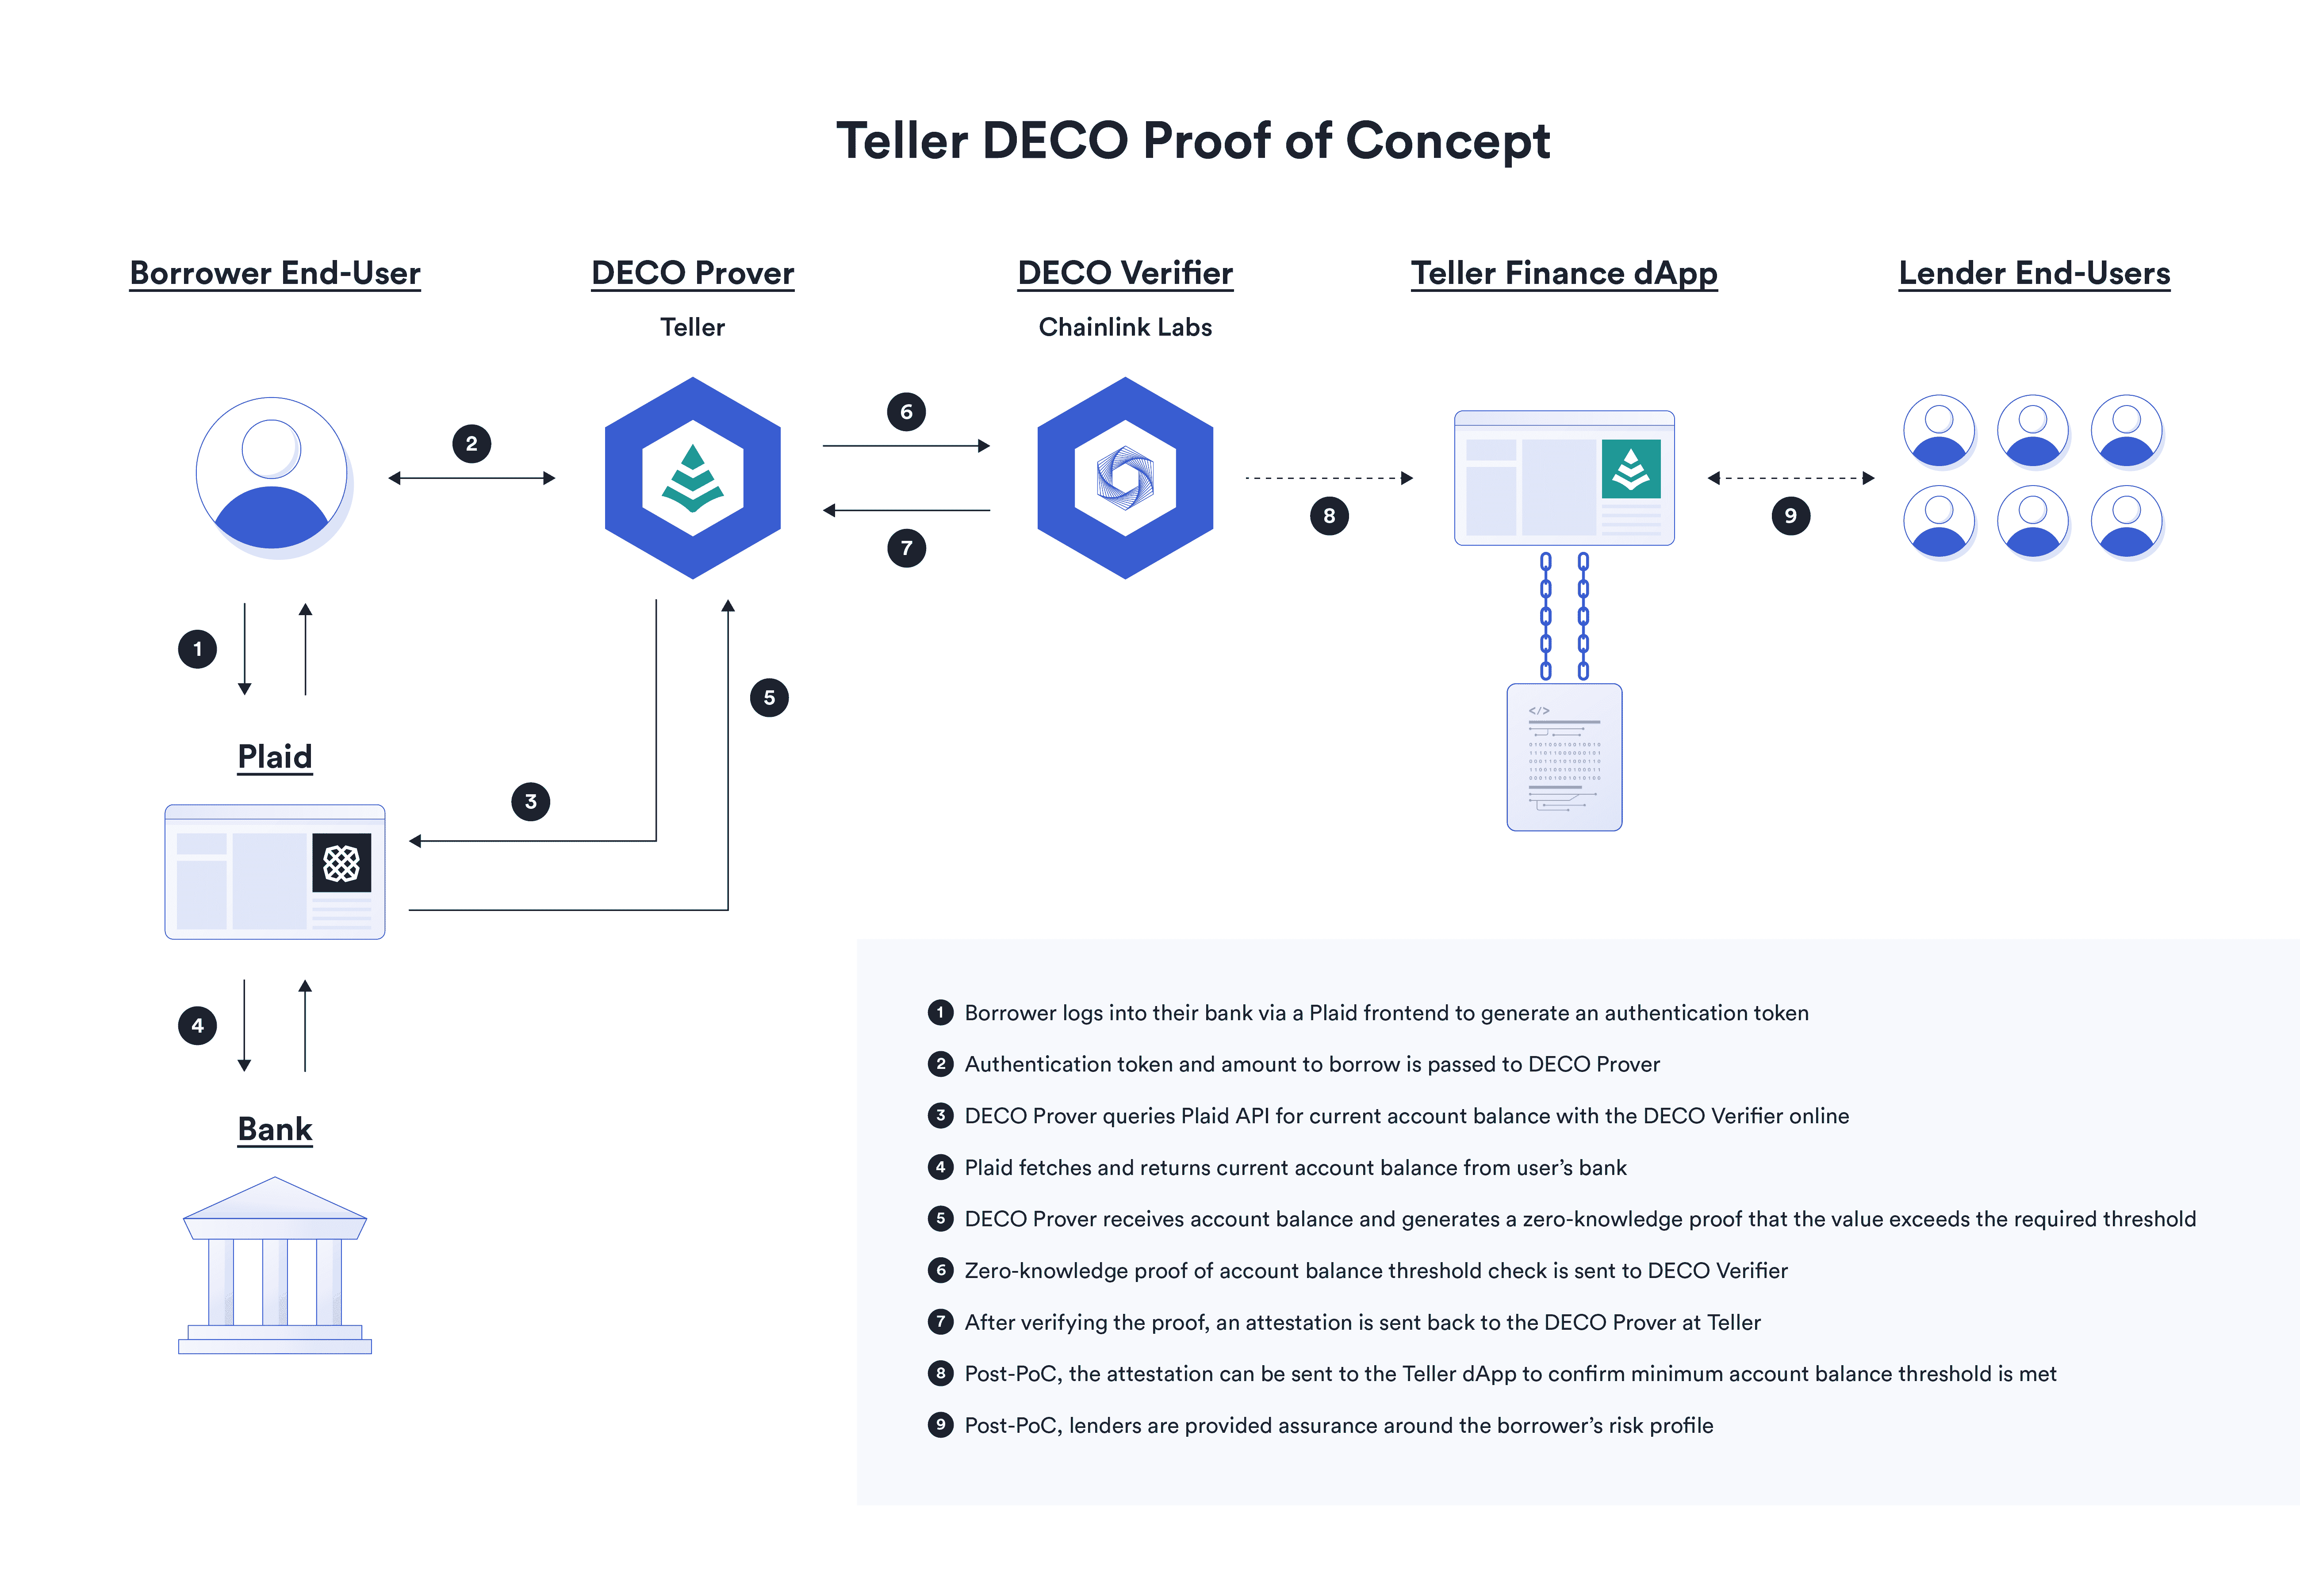 Teller DECO Proof of Concept
Borrower End-User
DECO Prover
DECO Verifier
Teller Finance dApp
Lender End-Users
Teller
Chainlink Labs
6
2
8
9
7
1
5
Plaid
3
</>
4
Bank
1 Borrower logs into their bank via a Plaid frontend to generate an authentication token
2 Authentication token and amount to borrow is passed to DECO Prover
3 DECO Prover queries Plaid API for current account balance with the DECO Verifier online
4 Plaid fetches and returns current account balance from user’s bank
5 DECO Prover receives account balance and generates a zero-knowledge proof that the value exceeds the required threshold
6 Zero-knowledge proof of account balance threshold check is sent to DECO Verifier
7 After verifying the proof, an attestation is sent back to the DECO Prover at Teller
8 Post-PoC, the attestation can be sent to the Teller dApp to confirm minimum account balance threshold is met
9 Post-PoC, lenders are provided assurance around the borrower’s risk profile